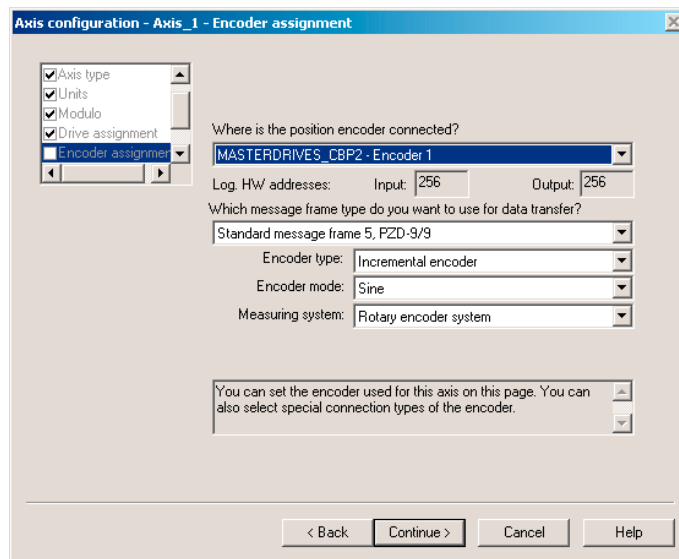 Axis configuration - Axis_1 - Encoder assignment
Axis type
Units
Modulo
Drive assignment
Encoder assignmen
Where is the position encoder connected?
MASTERDRIVES_CBP2 - Encoder 1
Log. HW addresses: Input: 256 Output: 256
Which message frame type do you want to use for data transfer?
Standard message frame 5, PZD-9/9
Encoder type: Incremental encoder
Encoder mode: Sine
Measuring system: Rotary encoder system
You can set the encoder used for this axis on this page. You can
also select special connection types of the encoder.
< Back Continue > Cancel Help